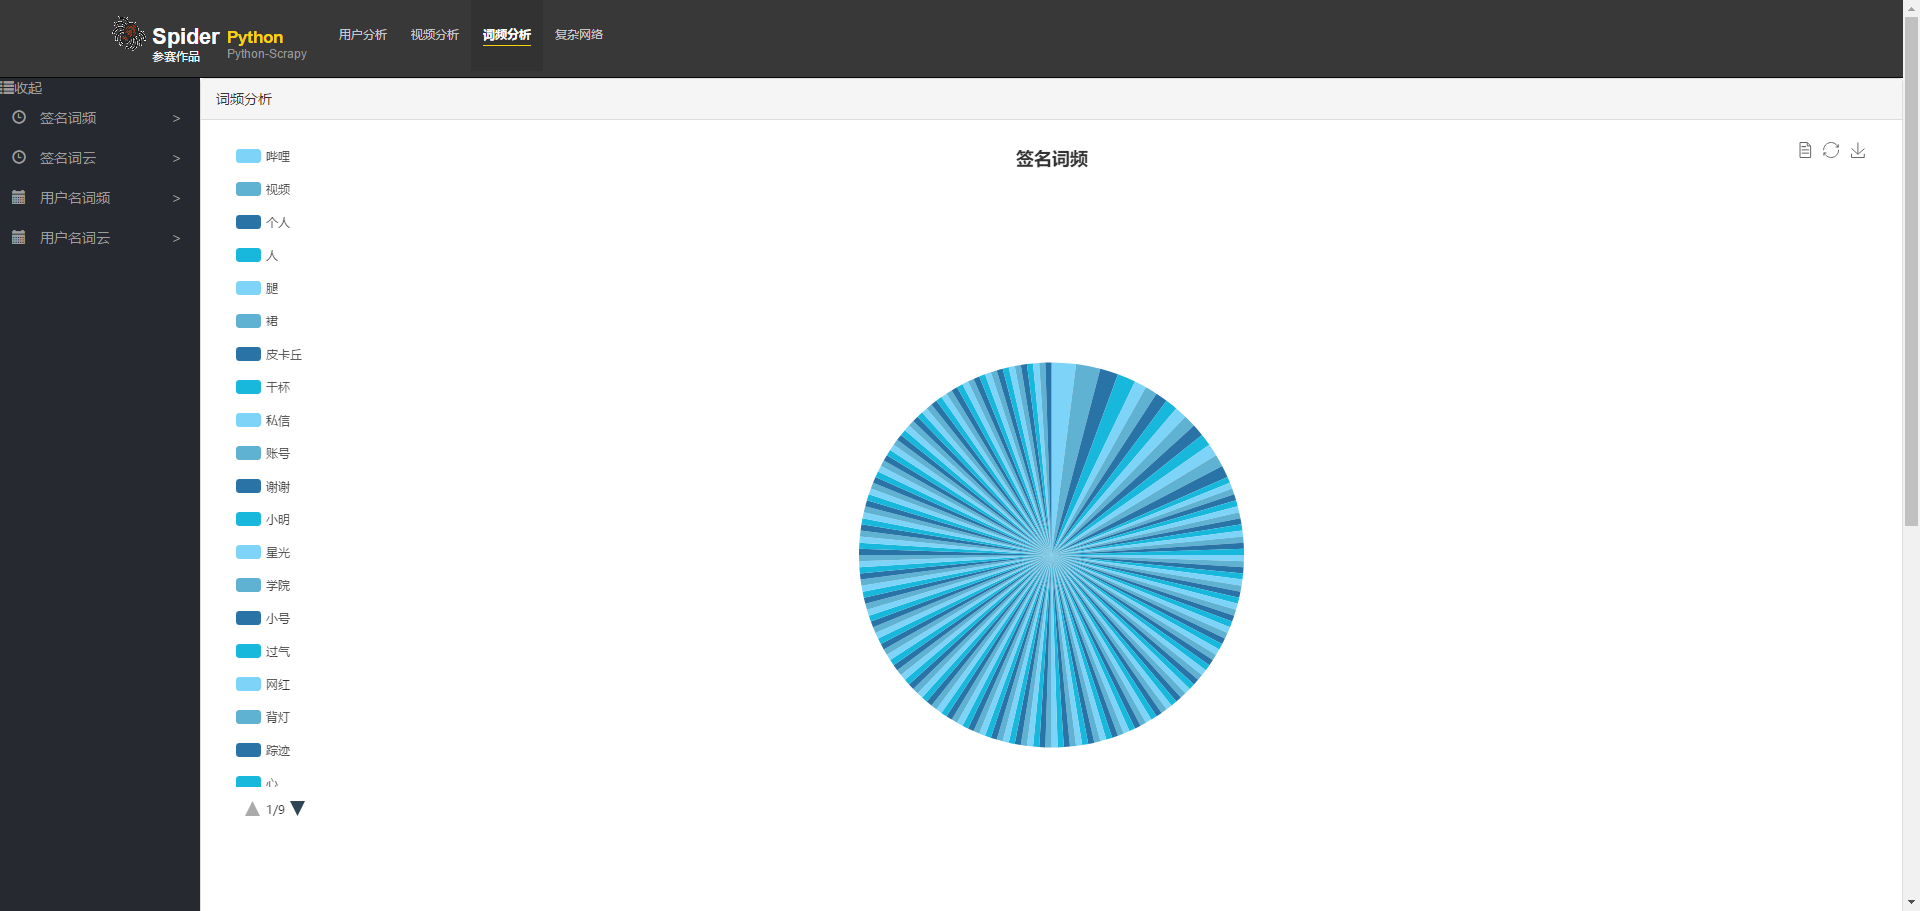 Spider Python
参赛作品 Python-Scrapy
用户分析 视频分析 词频分析 复杂网络
收起
签名词频 >
签名词云 >
用户名词频 >
用户名词云 >
词频分析
签名词频
哔哩
视频
个人
人
腿
裙
皮卡丘
干杯
私信
账号
谢谢
小明
星光
学院
小号
过气
网红
背灯
踪迹
心
1/9